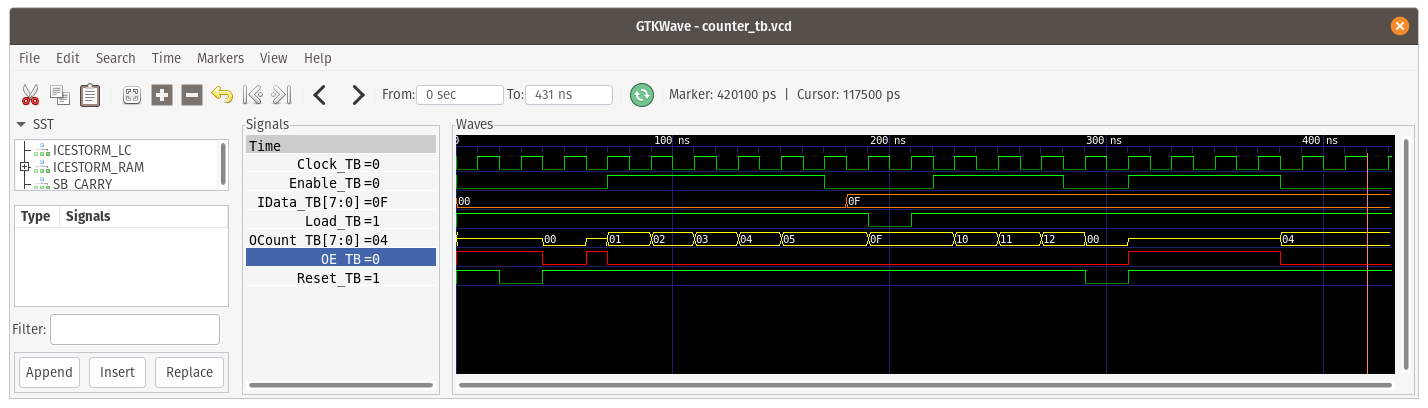 GTKWave - counter_tb.vcd
File Edit Search Time Markers View Help
From: 0 sec To: 431 ns Marker: 420100 ps | Cursor: 117500 ps
SST
ICESTORM_LC
ICESTORM_RAM
SB_CARRY
Type Signals
Filter:
Append Insert Replace
Signals
Time
Clock_TB=0
Enable_TB=0
IData_TB[7:0]=0F
Load_TB=1
OCount_TB[7:0]=04
OE_TB=0
Reset_TB=1
Waves
0 100 ns 200 ns 300 ns 400 ns
00 0F
00 01 02 03 04 05 0F 10 11 12 00 04